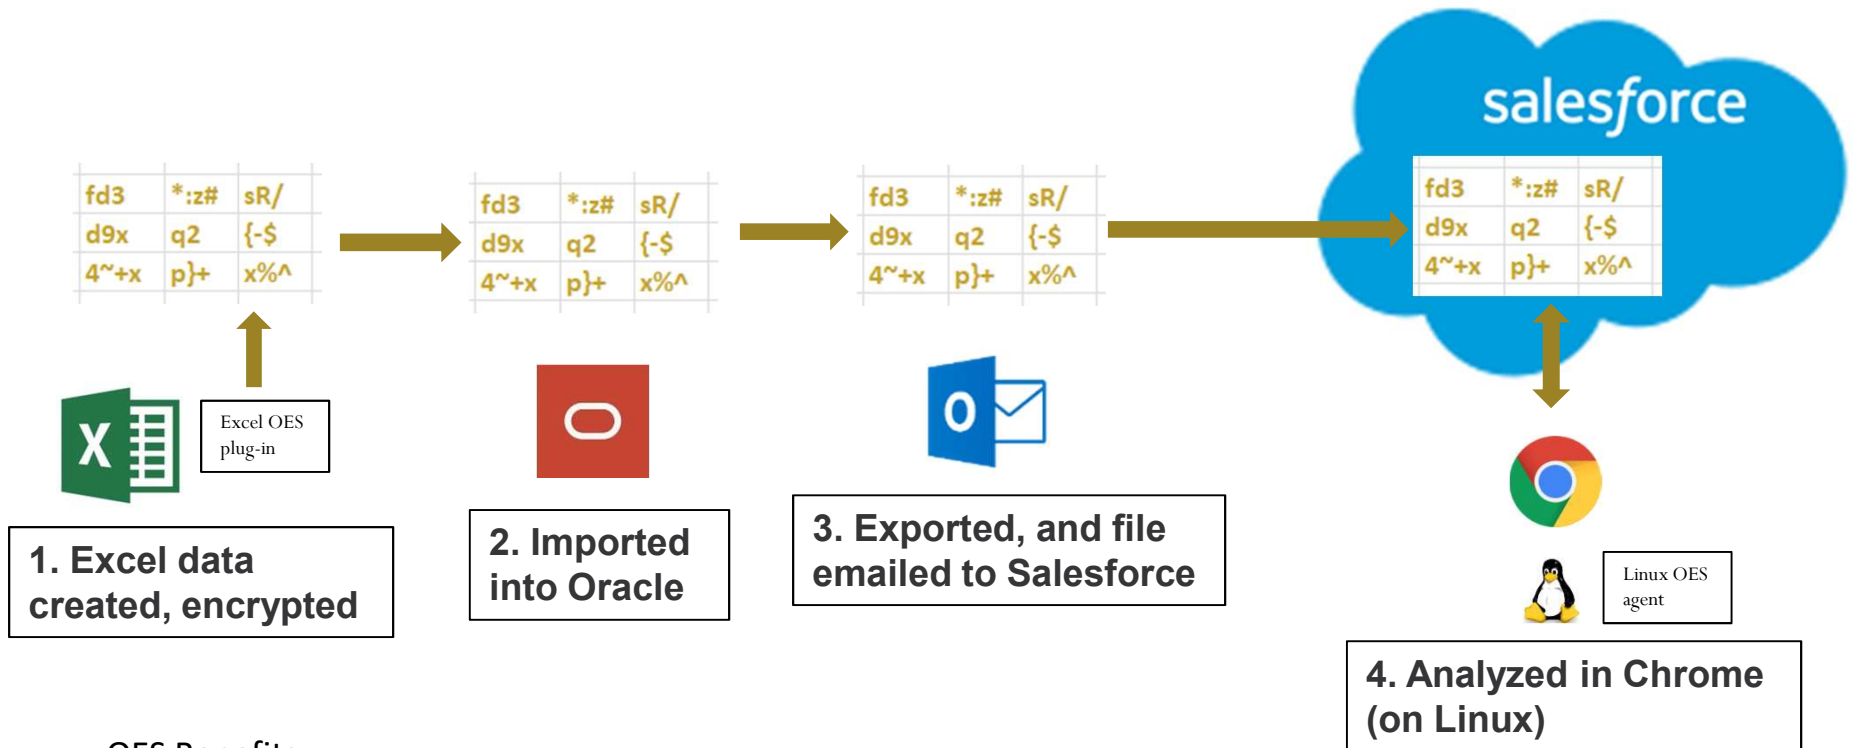 salesforce
fd3 *:z# sR/
d9x q2 {-$
4~+x p}+ x%^
fd3 *:z# sR/
d9x q2 {-$
4~+x p}+ x%^
fd3 *:z# sR/
d9x q2 {-$
4~+x p}+ x%^
fd3 *:z# sR/
d9x q2 {-$
4~+x p}+ x%^
X
Excel OES
plug-in
O
1. Excel data
created, encrypted
2. Imported
into Oracle
3. Exported, and file
emailed to Salesforce
Linux OES
agent
4. Analyzed in Chrome
(on Linux)
OES Benefits